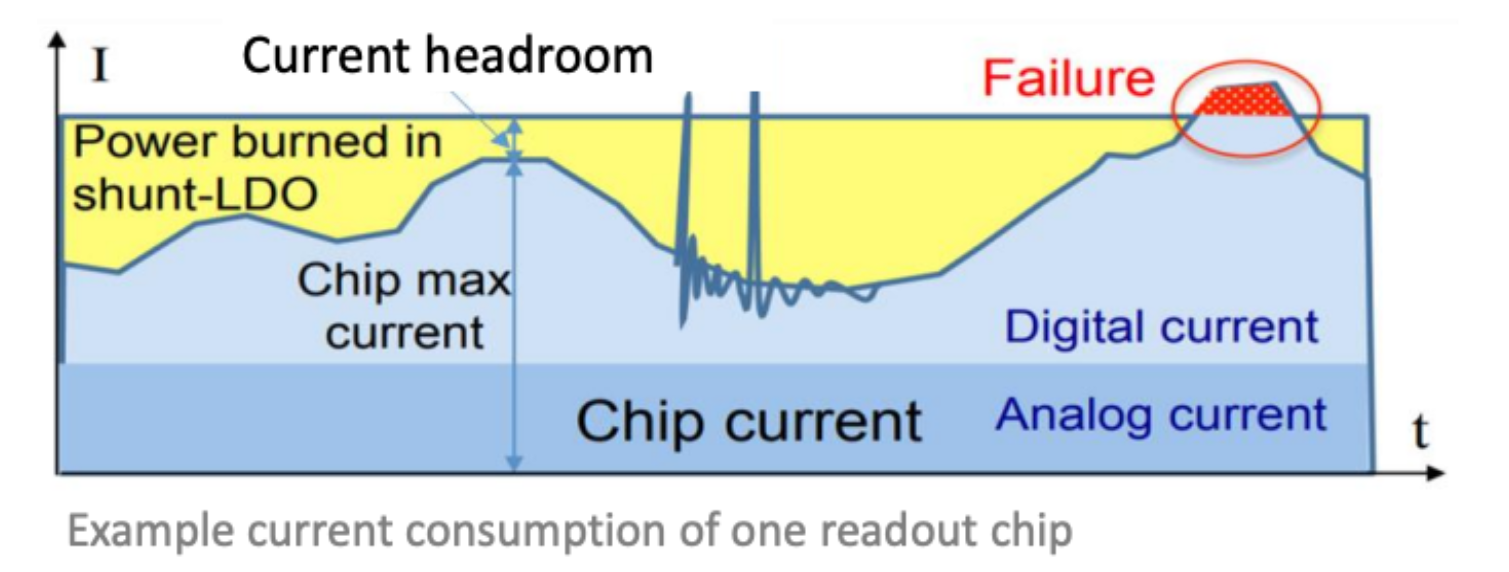 I
Current headroom
Failure
Power burned in
shunt-LDO
Chip max
current
Digital current
Chip current
Analog current
t
Example current consumption of one readout chip